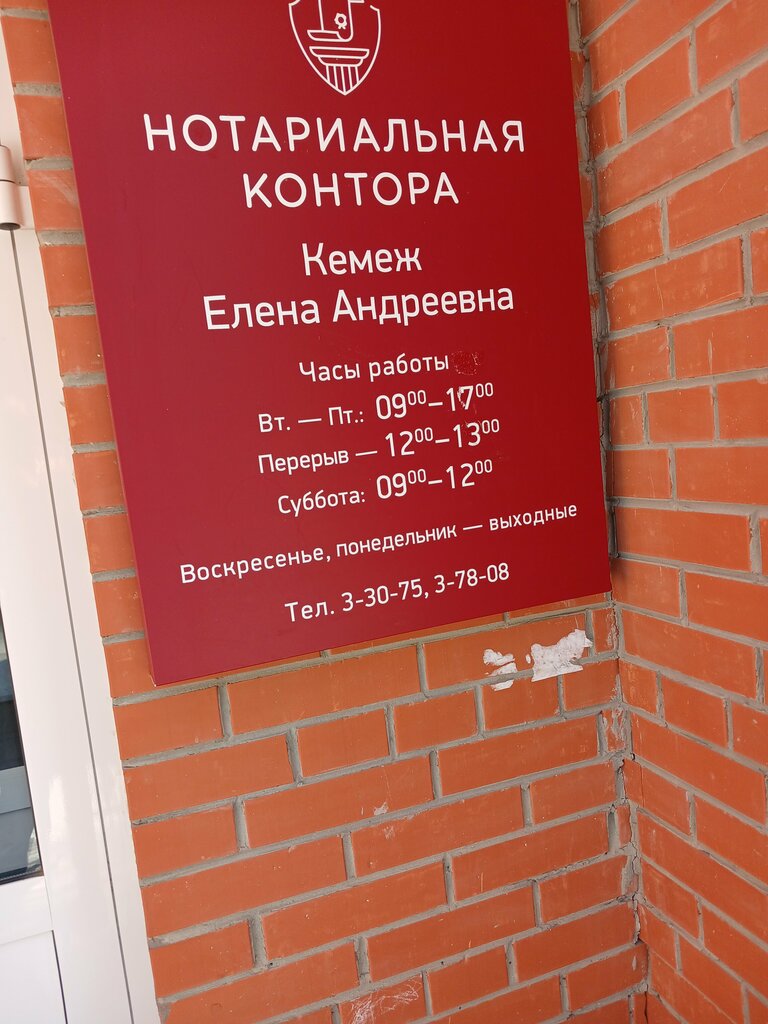 НОТАРИАЛЬНАЯ
КОНТОРА
Кемеж
Елена Андреевна
Часы работы
Вт. — Пт.: 09⁰⁰–17⁰⁰
Перерыв — 12⁰⁰–13⁰⁰
Суббота: 09⁰⁰–12⁰⁰
Воскресенье, понедельник — выходные
Тел. 3-30-75, 3-78-08